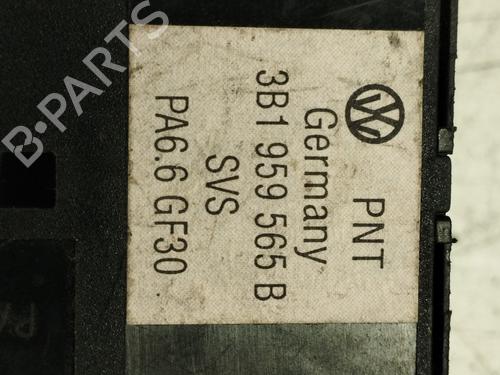 PNT
Germany
3B1 959 565 B
SVS
PA6.6 GF30
B-PARTS